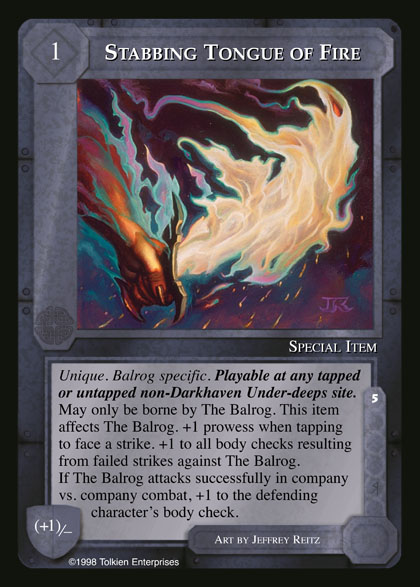 1
STABBING TONGUE OF FIRE
JR
SPECIAL ITEM
Unique. Balrog specific. Playable at any tapped
or untapped non-Darkhaven Under-deeps site.
May only be borne by The Balrog. This item
affects The Balrog. +1 prowess when tapping
to face a strike. +1 to all body checks resulting
from failed strikes against The Balrog.
If The Balrog attacks successfully in company
vs. company combat, +1 to the defending
character's body check.
5
(+1)/–
ART BY JEFFREY REITZ
©1998 Tolkien Enterprises